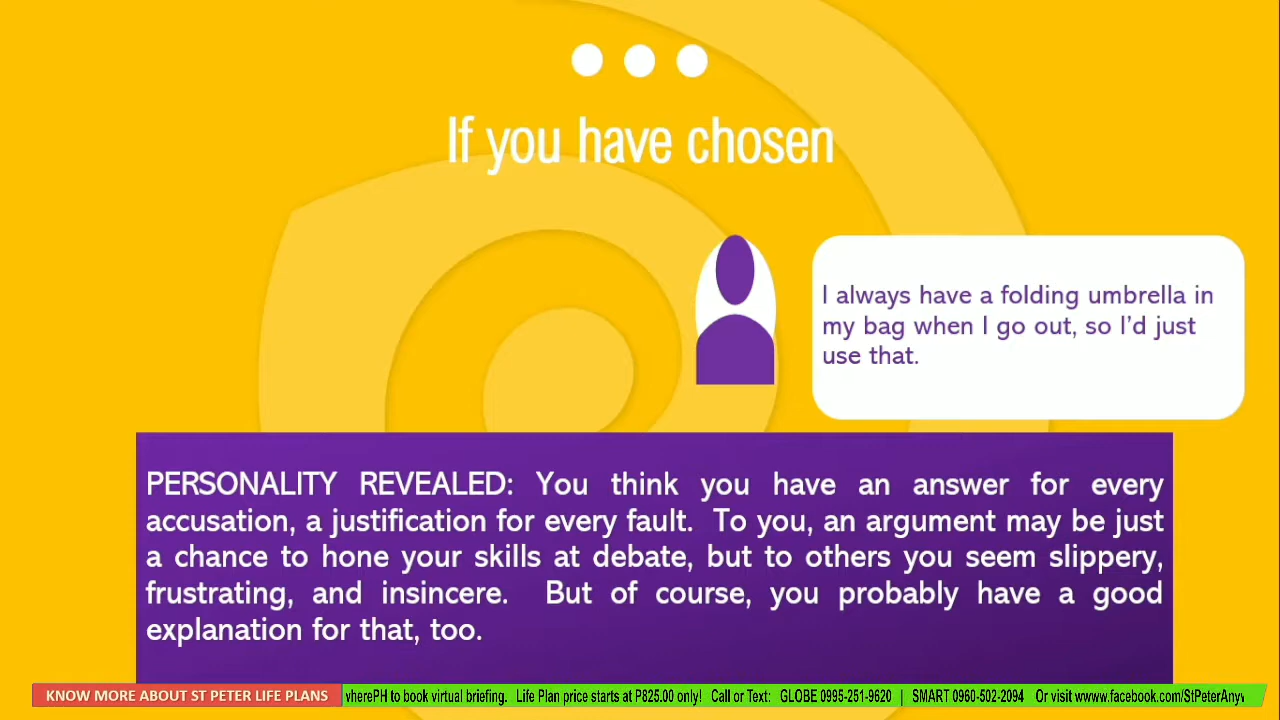 If you have chosen
I always have a folding umbrella in
my bag when I go out, so I'd just
use that.
PERSONALITY REVEALED: You think you have an answer for every
accusation, a justification for every fault. To you, an argument may be just
a chance to hone your skills at debate, but to others you seem slippery,
frustrating, and insincere. But of course, you probably have a good
explanation for that, too.
KNOW MORE ABOUT ST PETER LIFE PLANS
wherePH to book virtual briefing. Life Plan price starts at P825.00 only! Call or Text: GLOBE 0995-251-9620 | SMART 0960-502-2094 Or visit wwww.facebook.com/StPeterAnyv